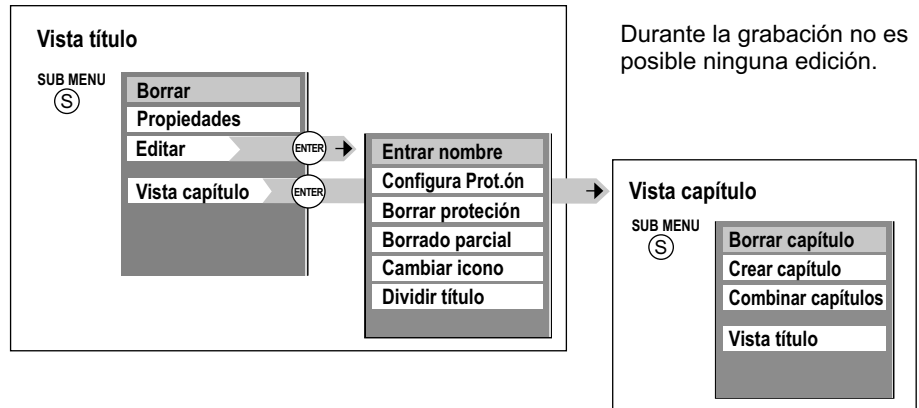 Vista título
SUB MENU
S
Borrar
Propiedades
Editar
ENTER
Vista capítulo
ENTER
Entrar nombre
Configura Prot.ón
Borrar proteción
Borrado parcial
Cambiar icono
Dividir título
Durante la grabación no es
posible ninguna edición.
Vista capítulo
SUB MENU
S
Borrar capítulo
Crear capítulo
Combinar capítulos
Vista título